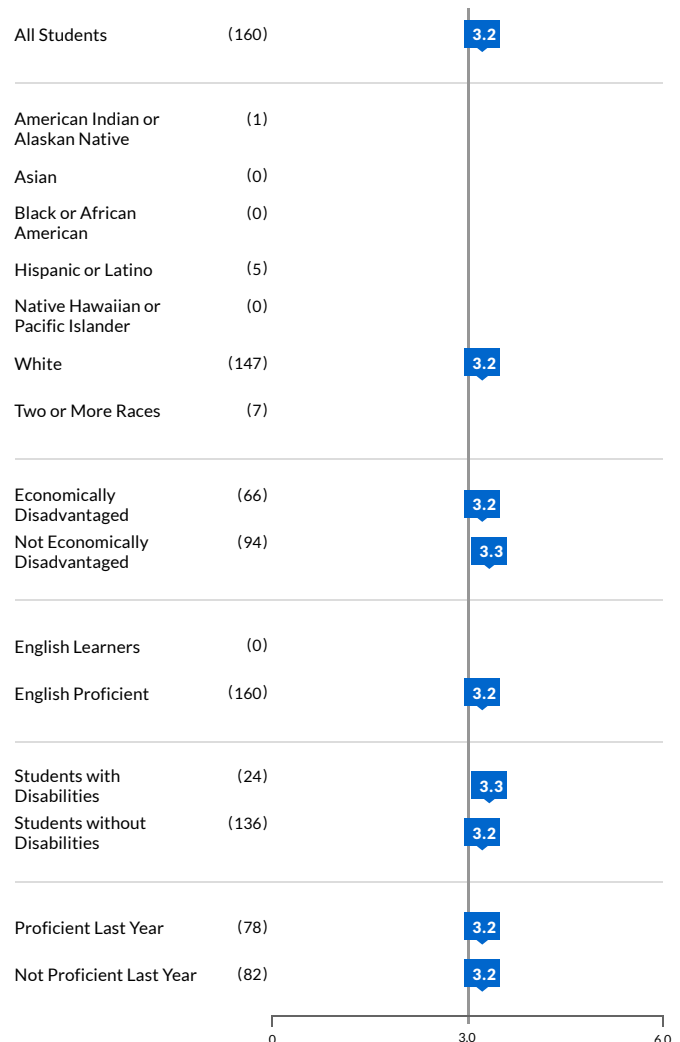 All Students (160) 3.2
American Indian or (1)
Alaskan Native
Asian (0)
Black or African (0)
American
Hispanic or Latino (5)
Native Hawaiian or (0)
Pacific Islander
White (147) 3.2
Two or More Races (7)
Economically (66) 3.2
Disadvantaged
Not Economically (94) 3.3
Disadvantaged
English Learners (0)
English Proficient (160) 3.2
Students with (24) 3.3
Disabilities
Students without (136) 3.2
Disabilities
Proficient Last Year (78) 3.2
Not Proficient Last Year (82) 3.2
0 3.0 6.0